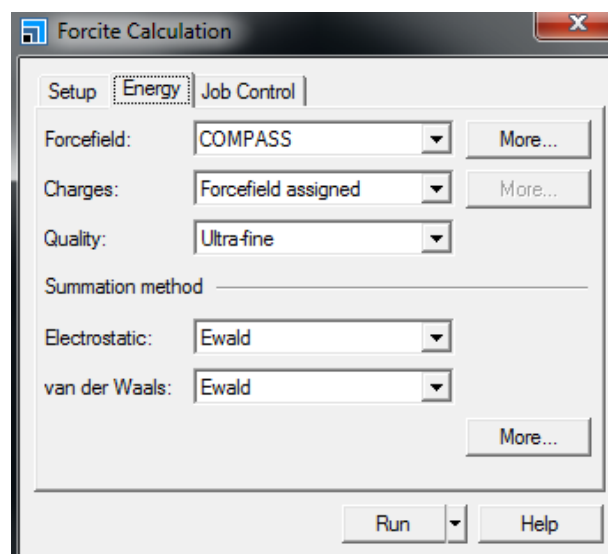 Forcite Calculation
Setup Energy Job Control
Forcefield: COMPASS More...
Charges: Forcefield assigned More...
Quality: Ultra-fine
Summation method
Electrostatic: Ewald
van der Waals: Ewald
More...
Run Help